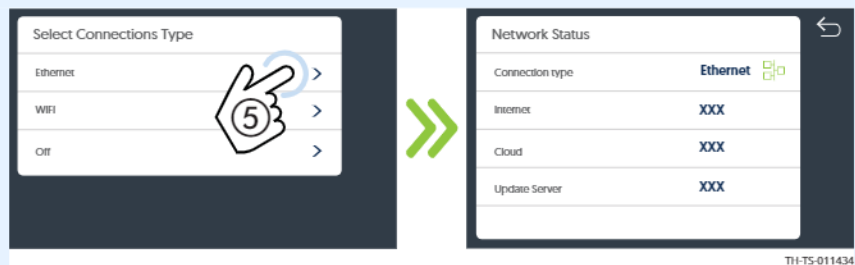 Select Connections Type
Ethernet
WIFI
Off
5
Network Status
Connection type Ethernet
Internet XXX
Cloud XXX
Update Server XXX
TH-TS-011434